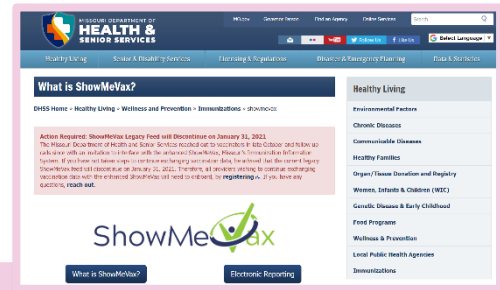 MISSOURI DEPARTMENT OF
HEALTH &
SENIOR SERVICES
MO.gov Governor Parson Find an Agency Online Services Search
Follow Us Like Us Select Language
Healthy Living Senior & Disability Services Licensing & Regulations Disaster & Emergency Planning Data & Statistics
What is ShowMeVax?
DHSS Home » Healthy Living » Wellness and Prevention » Immunizations » showmevax
Action Required: ShowMeVax Legacy Feed will Discontinue on January 31, 2021
The Missouri Department of Health and Senior Services reached out to vaccinators in late October and follow up
calls with an invitation to interface with the enhanced ShowMeVax, Missouri's Immunization Information
System. If you have not taken steps to continue exchanging vaccination data, be advised that the current legacy
ShowMeVax feed will discontinue on January 31, 2021. Therefore, all providers wishing to continue exchanging
vaccination data with the enhanced ShowMeVax will need to onboard, by registering. If you have any
questions, reach out.
ShowMeVax
What is ShowMeVax? Electronic Reporting
Healthy Living
Environmental Factors
Chronic Diseases
Communicable Diseases
Healthy Families
Organ/Tissue Donation and Registry
Women, Infants & Children (WIC)
Genetic Disease & Early Childhood
Food Programs
Wellness & Prevention
Local Public Health Agencies
Immunizations